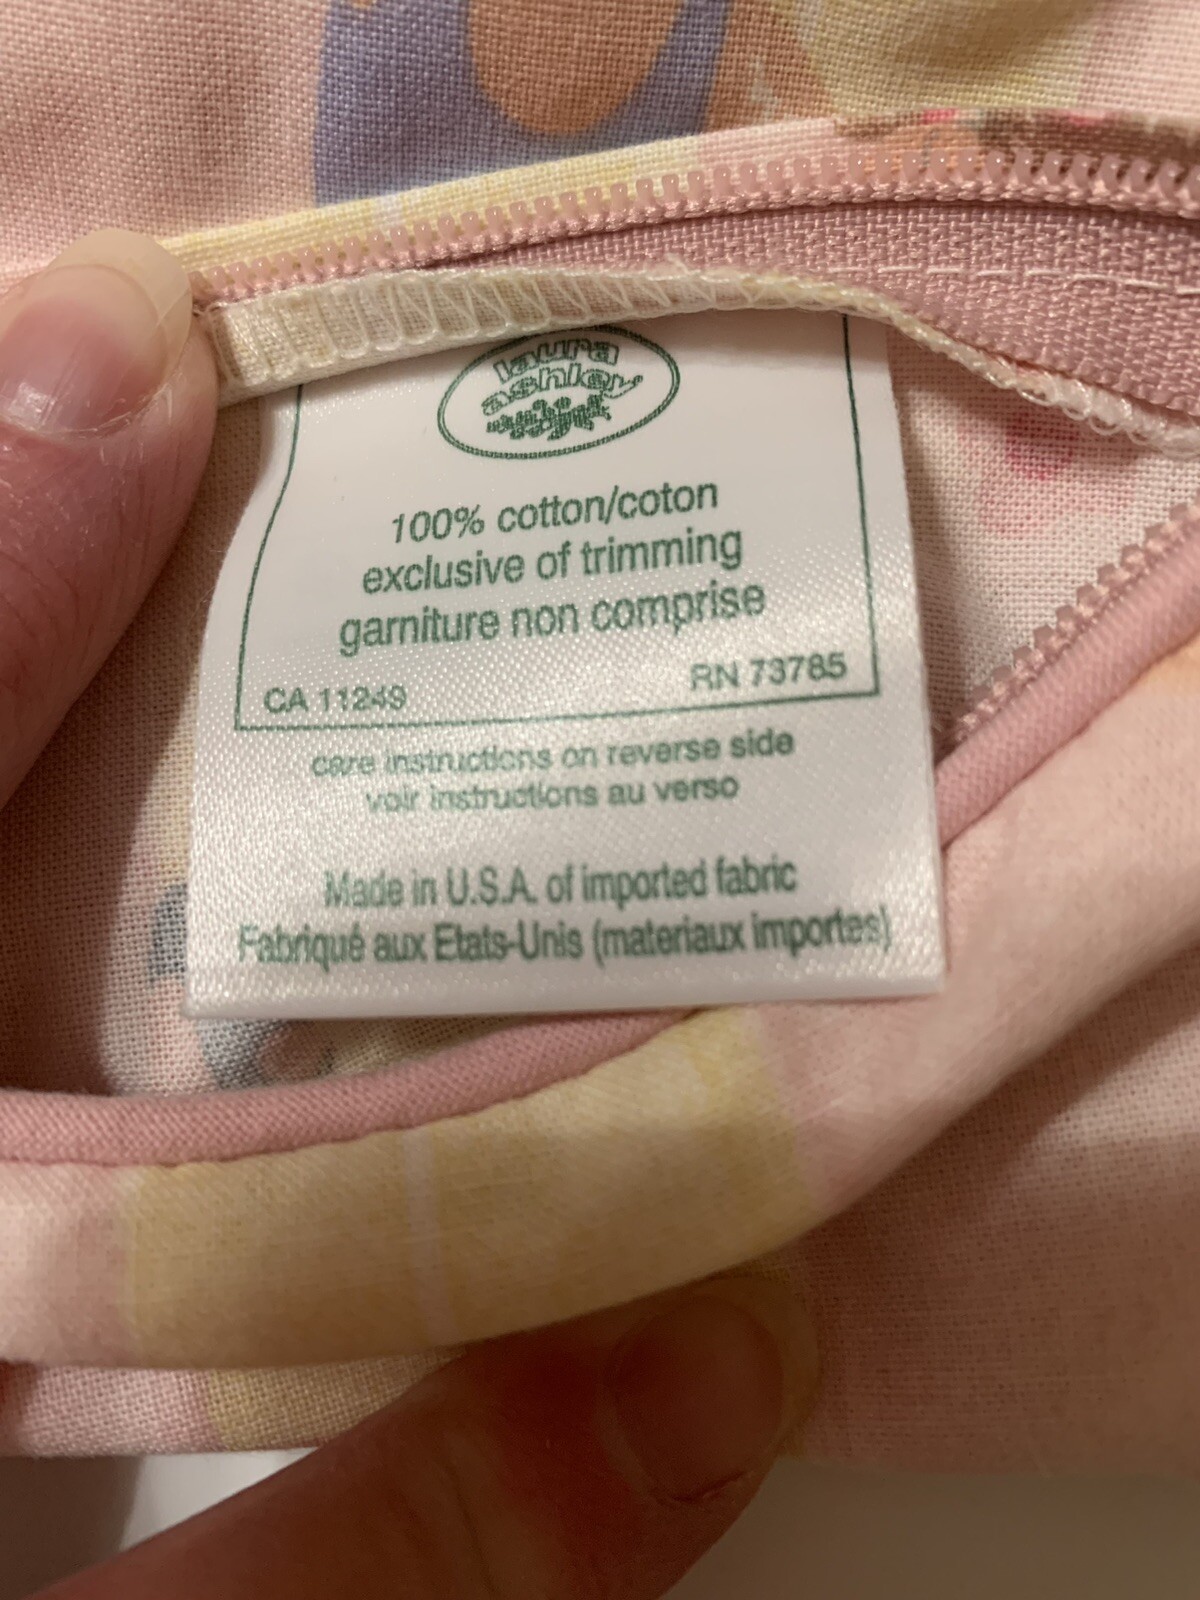 laura
ashley
100% cotton/coton
exclusive of trimming
garniture non comprise
CA 11249 RN 73785
care instructions on reverse side
voir instructions au verso
Made in U.S.A. of imported fabric
Fabriqué aux Etats-Unis (materiaux importes)